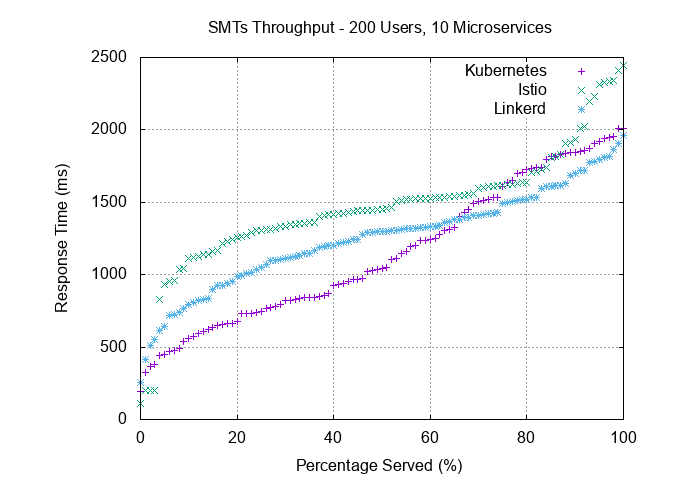 SMTs Throughput - 200 Users, 10 Microservices
Response Time (ms)
2500
2000
1500
1000
500
0
Kubernetes
Istio
Linkerd
0 20 40 60 80 100
Percentage Served (%)